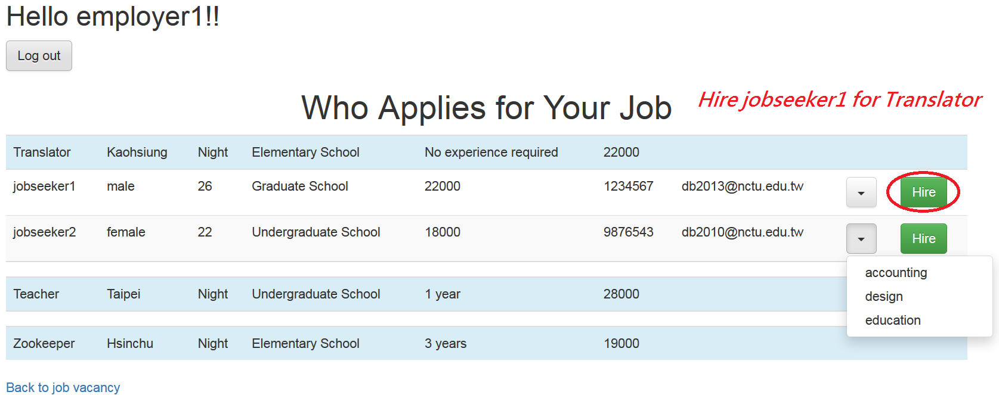 Hello employer1!!
Log out
Who Applies for Your Job
Hire jobseeker1 for Translator
Translator Kaohsiung Night Elementary School No experience required 22000
jobseeker1 male 26 Graduate School 22000 1234567 db2013@nctu.edu.tw Hire
jobseeker2 female 22 Undergraduate School 18000 9876543 db2010@nctu.edu.tw Hire
accounting
design
education
Teacher Taipei Night Undergraduate School 1 year 28000
Zookeeper Hsinchu Night Elementary School 3 years 19000
Back to job vacancy